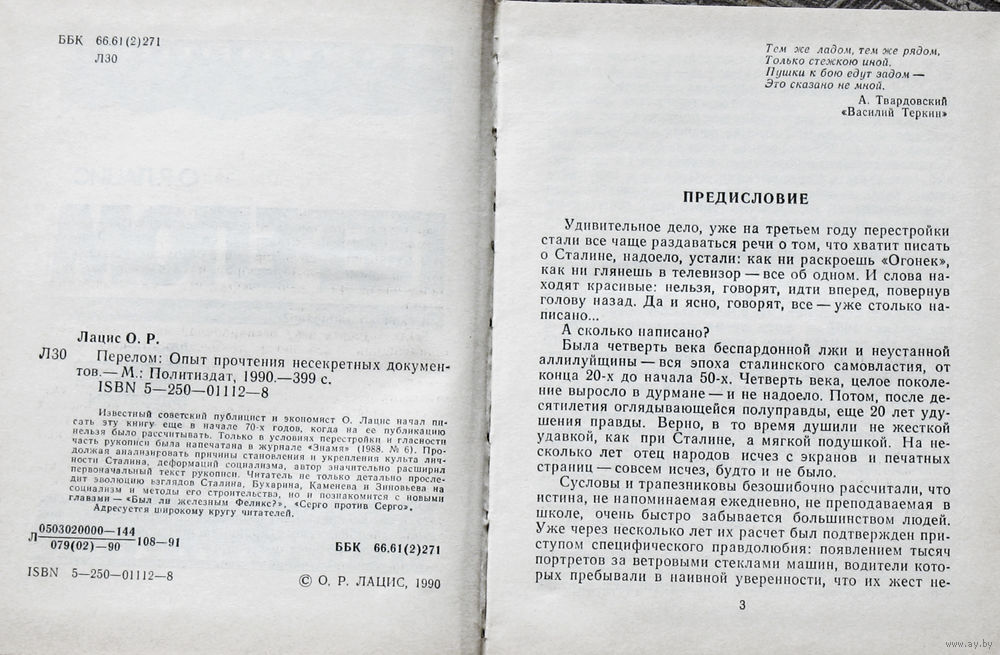 ББК 66.61(2)271
Л30
Лацис О. Р.
Л30 Перелом: Опыт прочтения несекретных докумен-
тов.— М.: Политиздат, 1990.—399 с.
ISBN 5—250—01112—8
Известный советский публицист и экономист О. Лацис начал пи-
сать эту книгу еще в начале 70-х годов, когда на ее публикацию
нельзя было рассчитывать. Только в условиях перестройки и гласности
часть рукописи была напечатана в журнале «Знамя» (1988. № 6). Про-
должая анализировать причины становления и укрепления культа лич-
ности Сталина, деформаций социализма, автор значительно расширил
первоначальный текст рукописи. Читатель не только детально просле-
дит эволюцию взглядов Сталина, Бухарина, Каменева и Зиновьева на
социализм и методы его строительства, но и познакомится с новыми
главами — «Был ли железным Феликс?», «Серго против Серго».
Адресуется широкому кругу читателей.
Л 0503020000—144
079(02)—90 108—91
ББК 66.61(2)271
ISBN 5—250—01112—8
© О. Р. ЛАЦИС, 1990
Тем же ладом, тем же рядом,
Только стежкою иной.
Пушки к бою едут задом —
Это сказано не мной.
А. Твардовский
«Василий Теркин»
ПРЕДИСЛОВИЕ
Удивительное дело, уже на третьем году перестройки
стали все чаще раздаваться речи о том, что хватит писать
о Сталине, надоело, устали: как ни раскроешь «Огонек»,
как ни глянешь в телевизор — все об одном. И слова на-
ходят красивые: нельзя, говорят, идти вперед, повернув
голову назад. Да и ясно, говорят, все — уже столько на-
писано...
А сколько написано?
Была четверть века беспардонной лжи и неустанной
аллилуйщины — вся эпоха сталинского самовластия, от
конца 20-х до начала 50-х. Четверть века, целое поколе-
ние выросло в дурмане — и не надоело. Потом, после де-
сятилетия оглядывающейся полуправды, еще 20 лет уду-
шения правды. Верно, в то время душили не жесткой
удавкой, как при Сталине, а мягкой подушкой. На не-
сколько лет отец народов исчез с экранов и печатных
страниц — совсем исчез, будто и не было.
Сусловы и трапезниковы безошибочно рассчитали, что
истина, не напоминаемая ежедневно, не преподаваемая в
школе, очень быстро забывается большинством людей.
Уже через несколько лет их расчет был подтвержден при-
ступом специфического правдолюбия: появлением тысяч
портретов за ветровыми стеклами машин, водители кото-
рых пребывали в наивной уверенности, что их жест не-
3
www.ay.by